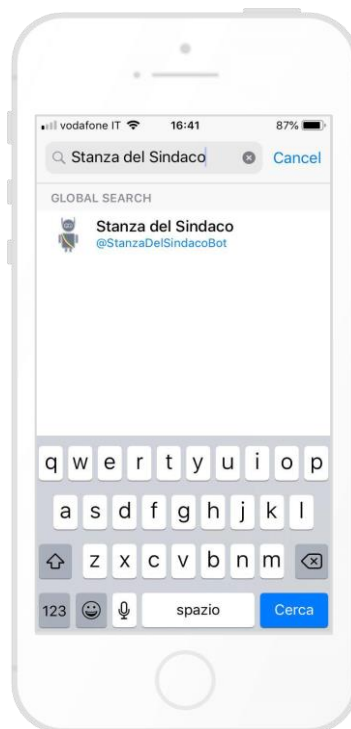 vodafone IT 16:41 87%
Stanza del Sindaco Cancel
GLOBAL SEARCH
Stanza del Sindaco
@StanzaDelSindacoBot
q w e r t y u i o p
a s d f g h j k l
z x c v b n m
123 spazio Cerca